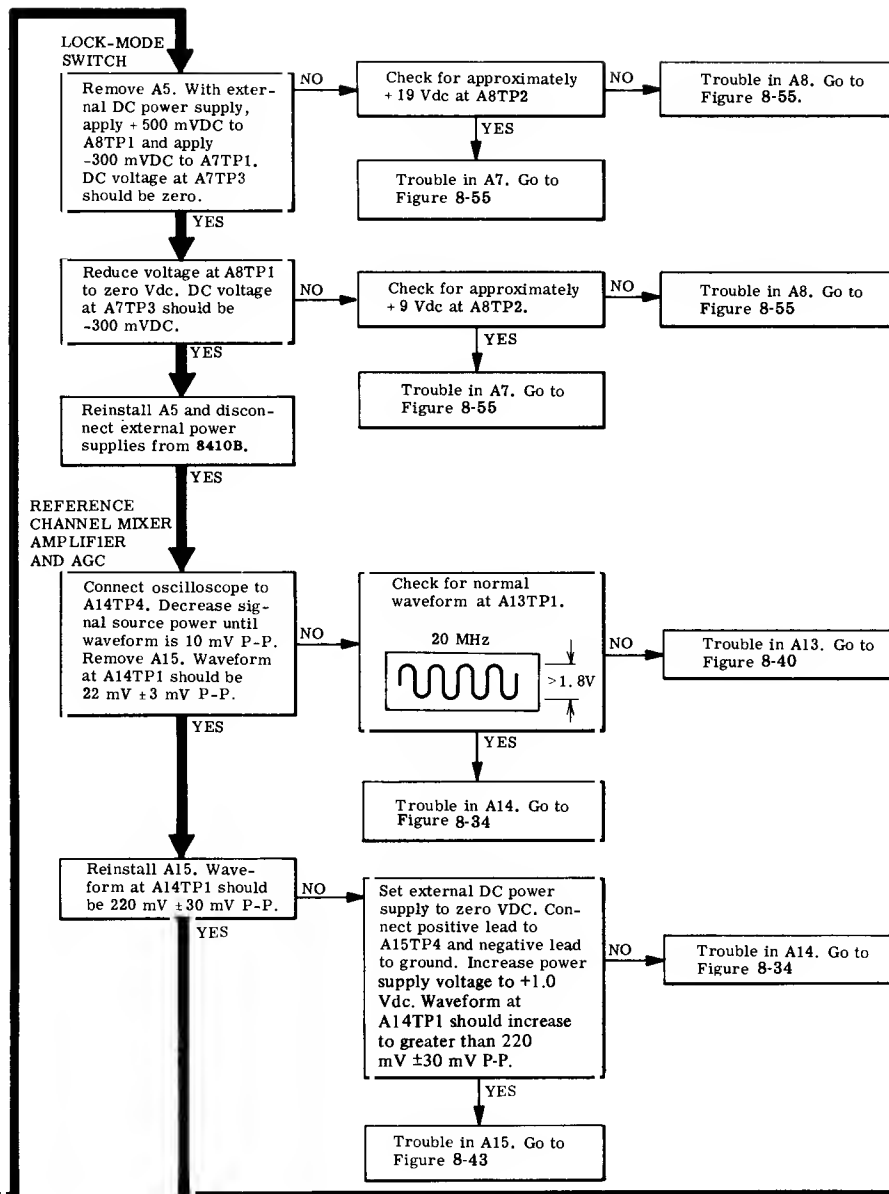 LOCK-MODE
SWITCH
Remove A5. With exter-
nal DC power supply,
apply + 500 mVDC to
A8TP1 and apply
-300 mVDC to A7TP1.
DC voltage at A7TP3
should be zero.
NO
Check for approximately
+ 19 Vdc at A8TP2
NO
Trouble in A8. Go to
Figure 8-55.
YES
Trouble in A7. Go to
Figure 8-55
YES
Reduce voltage at A8TP1
to zero Vdc. DC voltage
at A7TP3 should be
-300 mVDC.
NO
Check for approximately
+ 9 Vdc at A8TP2.
NO
Trouble in A8. Go to
Figure 8-55
YES
Trouble in A7. Go to
Figure 8-55
YES
Reinstall A5 and discon-
nect external power
supplies from 8410B.
YES
REFERENCE
CHANNEL MIXER
AMPLIFIER
AND AGC
Connect oscilloscope to
A14TP4. Decrease sig-
nal source power until
waveform is 10 mV P-P.
Remove A15. Waveform
at A14TP1 should be
22 mV ±3 mV P-P.
NO
Check for normal
waveform at A13TP1.
20 MHz
>1.8V
NO
Trouble in A13. Go to
Figure 8-40
YES
Trouble in A14. Go to
Figure 8-34
YES
Reinstall A15. Wave-
form at A14TP1 should
be 220 mV ±30 mV P-P.
NO
Set external DC power
supply to zero VDC. Con-
nect positive lead to
A15TP4 and negative lead
to ground. Increase power
supply voltage to +1.0
Vdc. Waveform at
A14TP1 should increase
to greater than 220
mV ±30 mV P-P.
NO
Trouble in A14. Go to
Figure 8-34
YES
Trouble in A15. Go to
Figure 8-43
YES